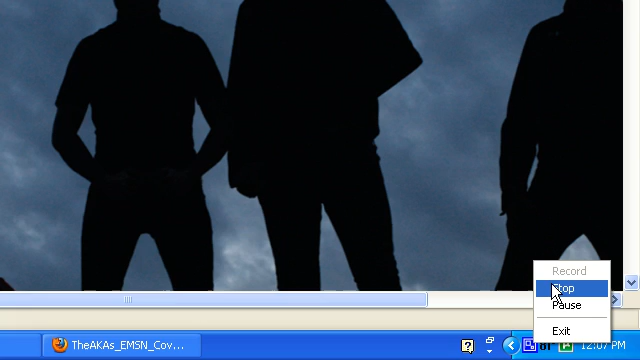 Record
Stop
Pause
Exit
TheAKAs_EMSN_Cov...
12:07 PM